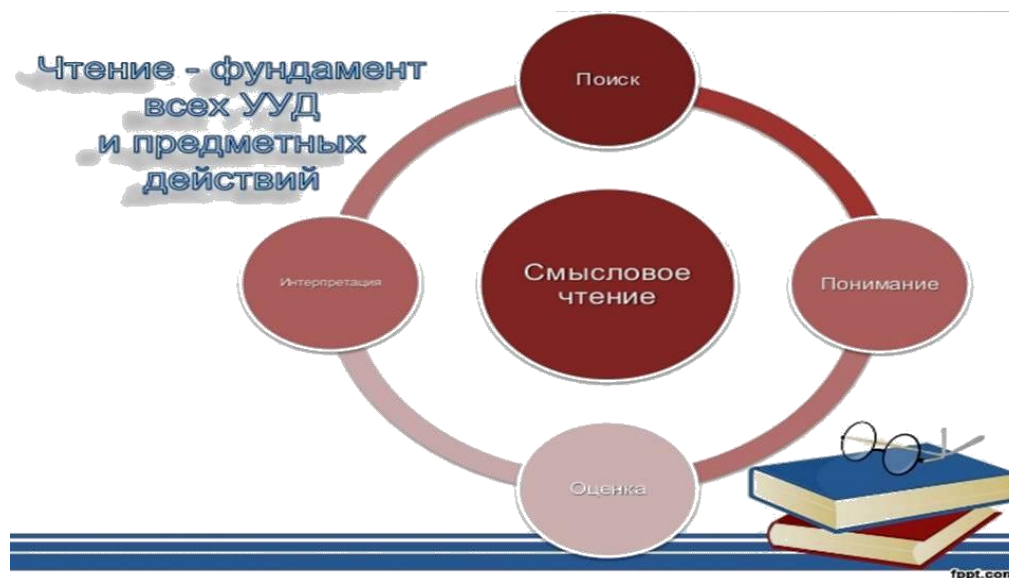 Чтение - фундамент
всех УУД
и предметных
действий
Поиск
Смысловое
чтение
Интерпретация
Понимание
Оценка
fppt.com